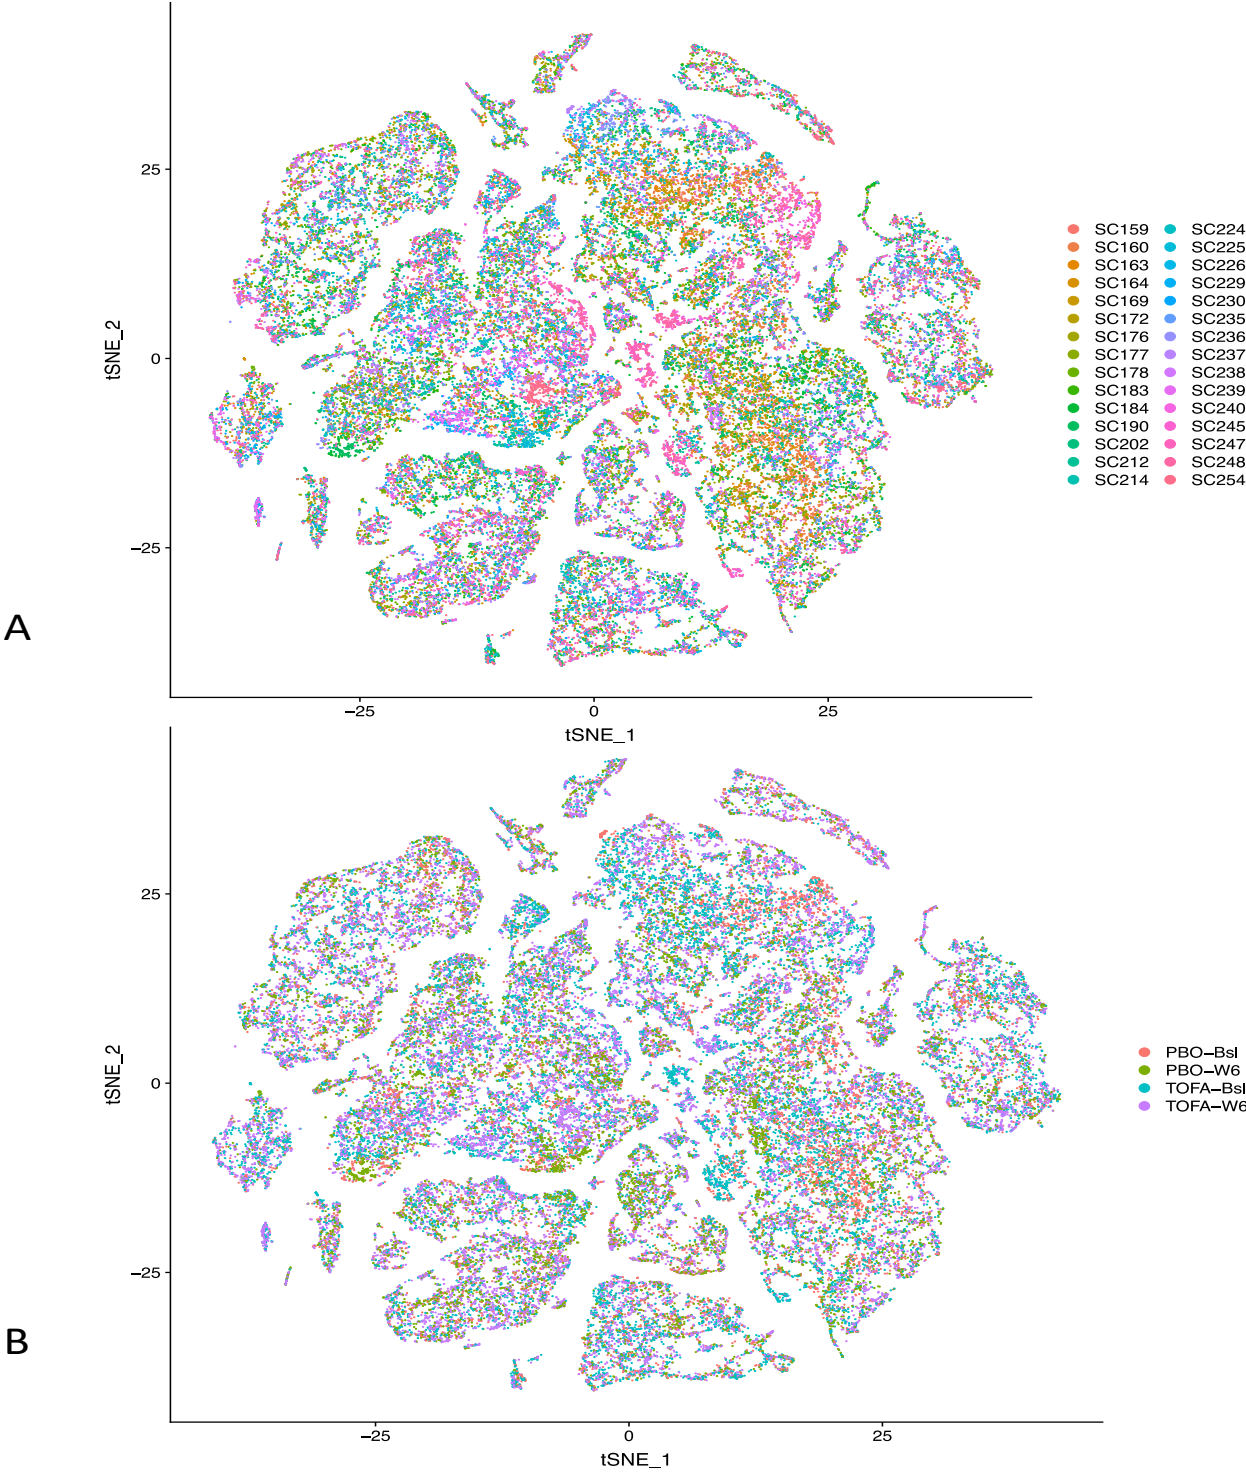 25
0
−25
tSNE_2
−25
0
25
tSNE_1
A
SC159 SC224
SC160 SC225
SC163 SC226
SC164 SC229
SC169 SC230
SC172 SC235
SC176 SC236
SC177 SC237
SC178 SC238
SC183 SC239
SC184 SC240
SC190 SC245
SC202 SC247
SC212 SC248
SC214 SC254
25
0
−25
tSNE_2
−25
0
25
tSNE_1
B
PBO−Bsl
PBO−W6
TOFA−Bsl
TOFA−W6